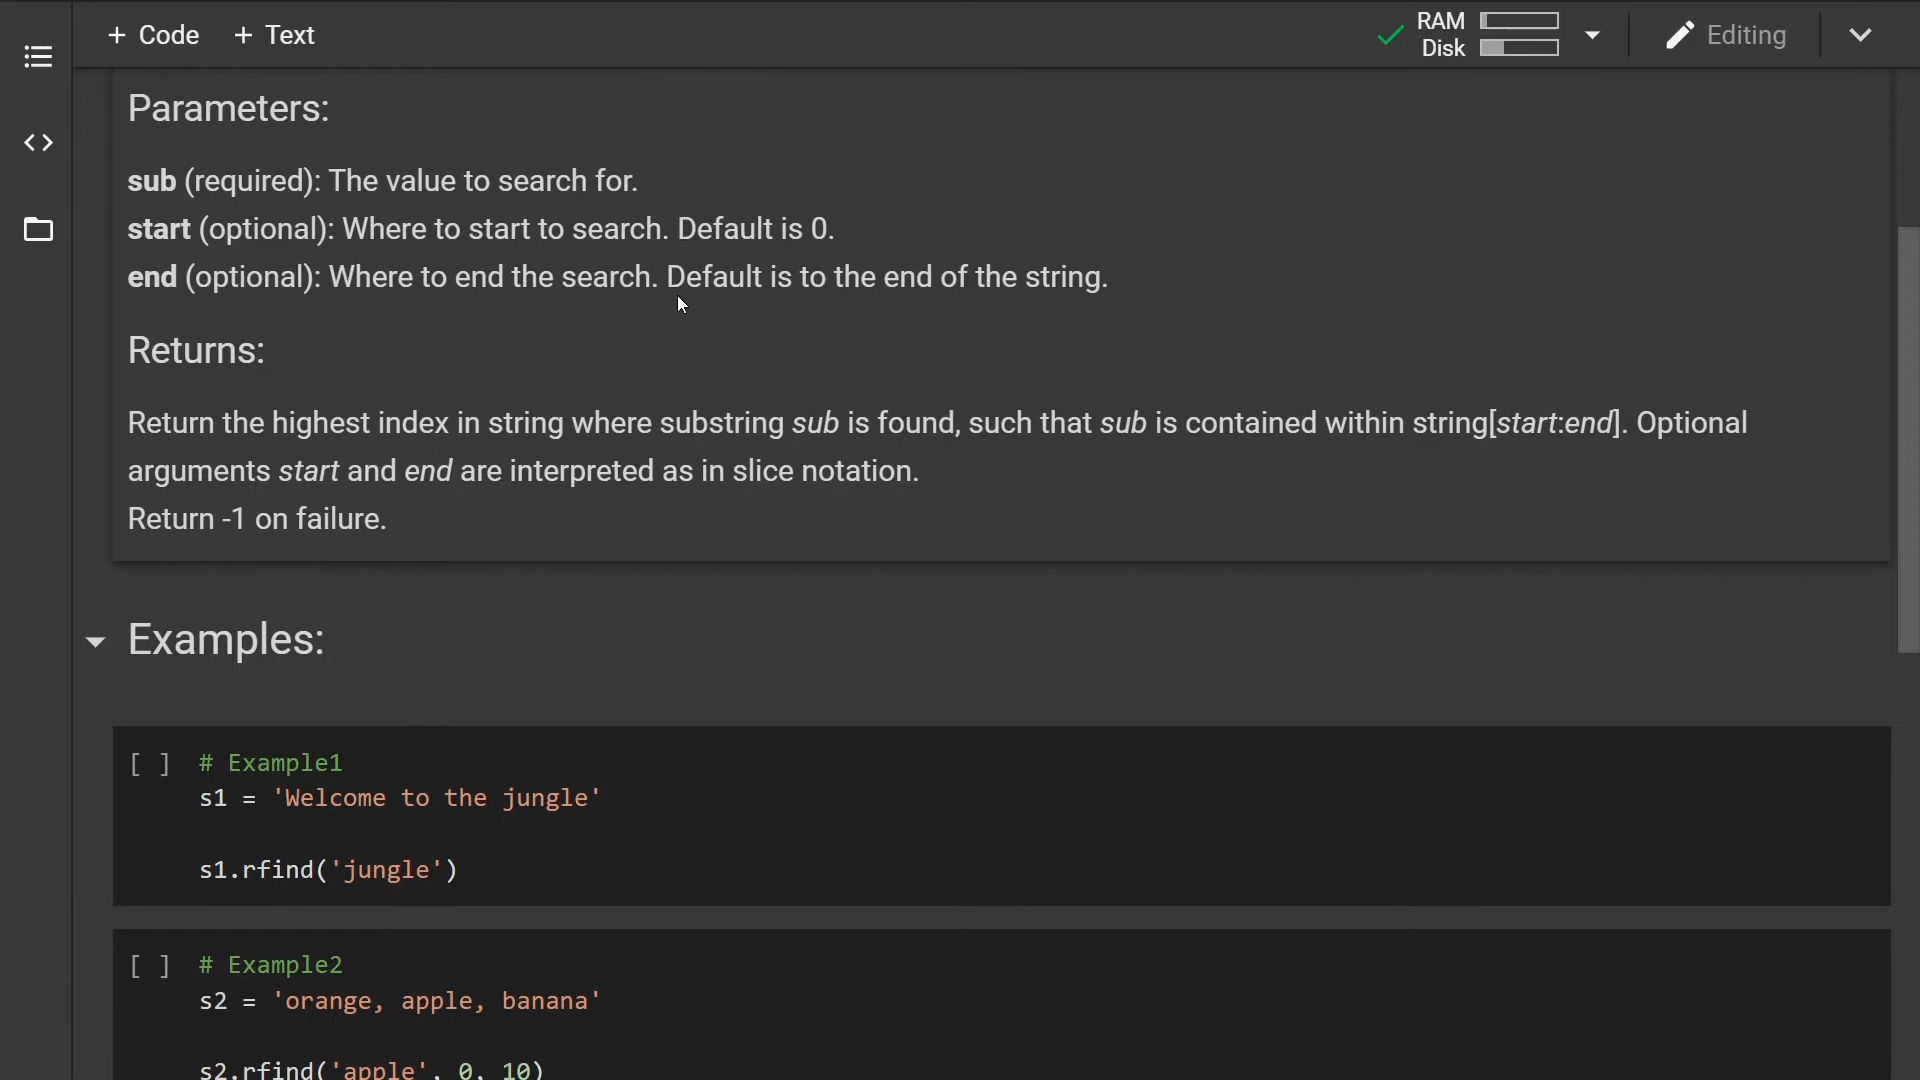 + Code + Text
RAM
Disk
Editing
Parameters:
sub (required): The value to search for.
start (optional): Where to start to search. Default is 0.
end (optional): Where to end the search. Default is to the end of the string.
Returns:
Return the highest index in string where substring sub is found, such that sub is contained within string[start:end]. Optional
arguments start and end are interpreted as in slice notation.
Return -1 on failure.
Examples:
[ ] # Example1
s1 = 'Welcome to the jungle'
s1.rfind('jungle')
[ ] # Example2
s2 = 'orange, apple, banana'
s2.rfind('apple', 0, 10)